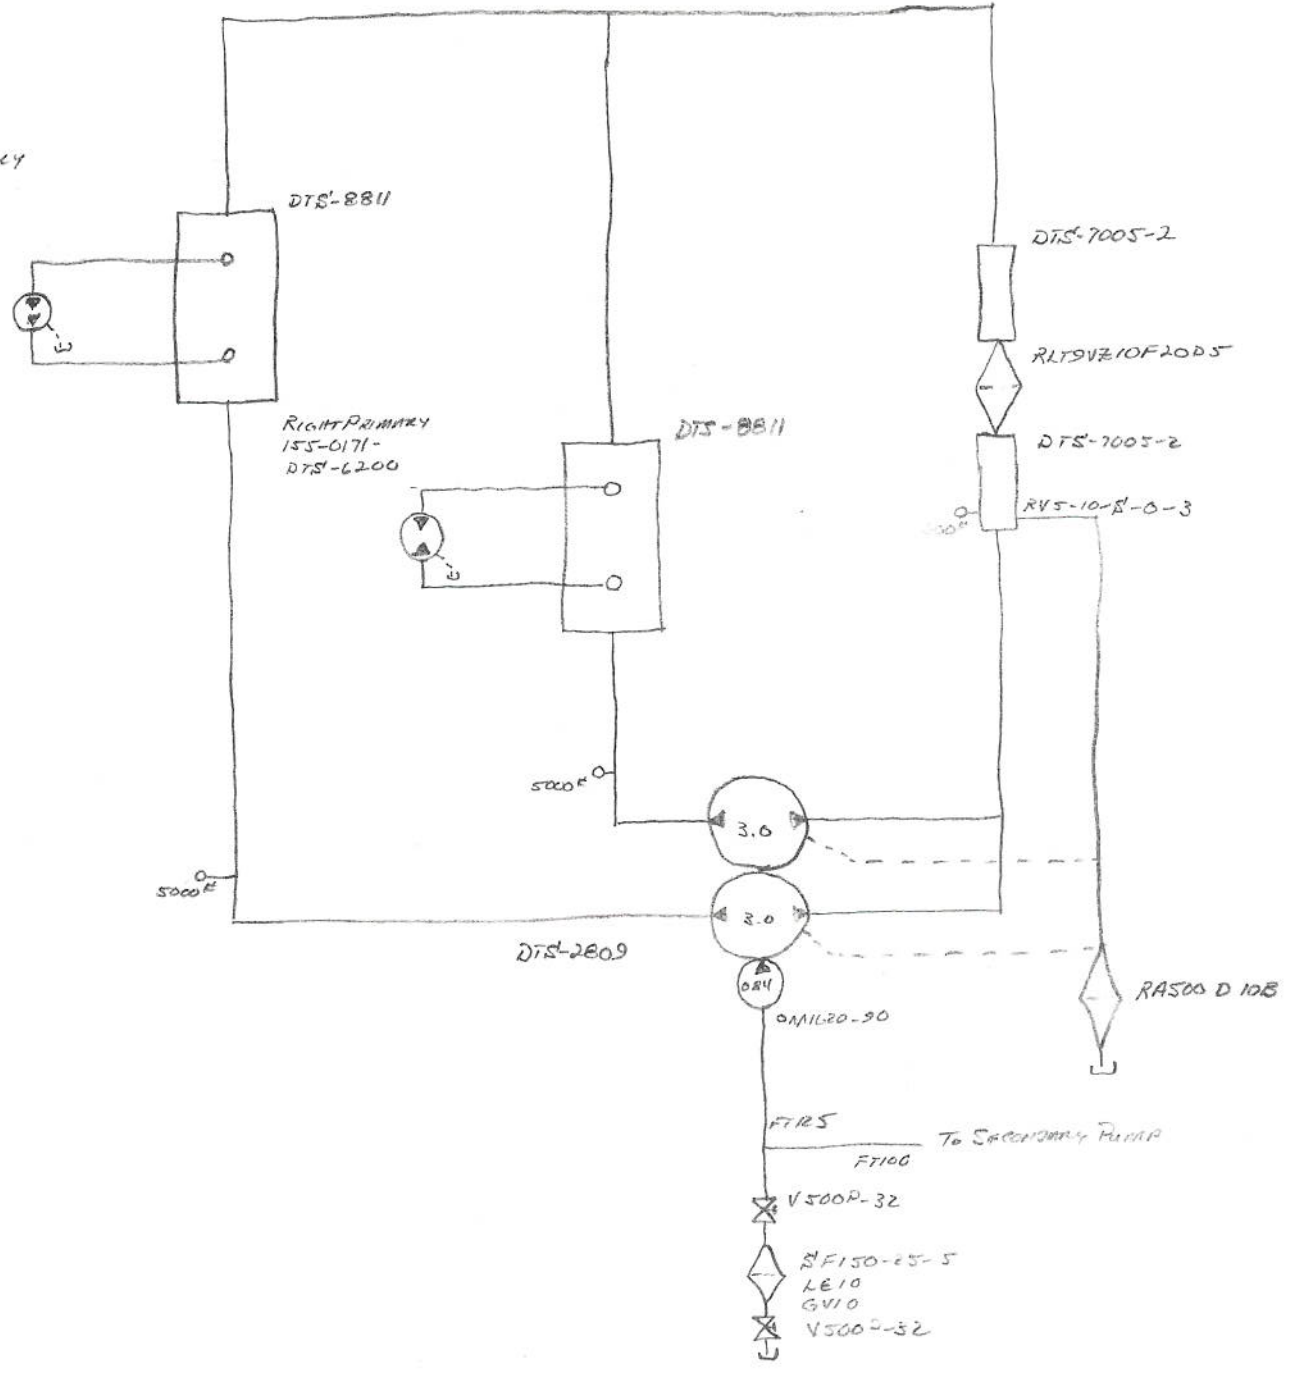 DTS-8811
DTS-7005-2
RLT9VZ10F20D5
RIGHT PRIMARY
155-0171-
DTS-6200
DTS-8811
DTS-7005-2
RV5-10-S-0-3
5000#
3.0
5000#
3.0
DTS-2809
084
RA500 D 10B
FT125
To SECONDARY PUMP
FT100
V500P-32
SF150-25-5
LE10
GV10
V500P-32